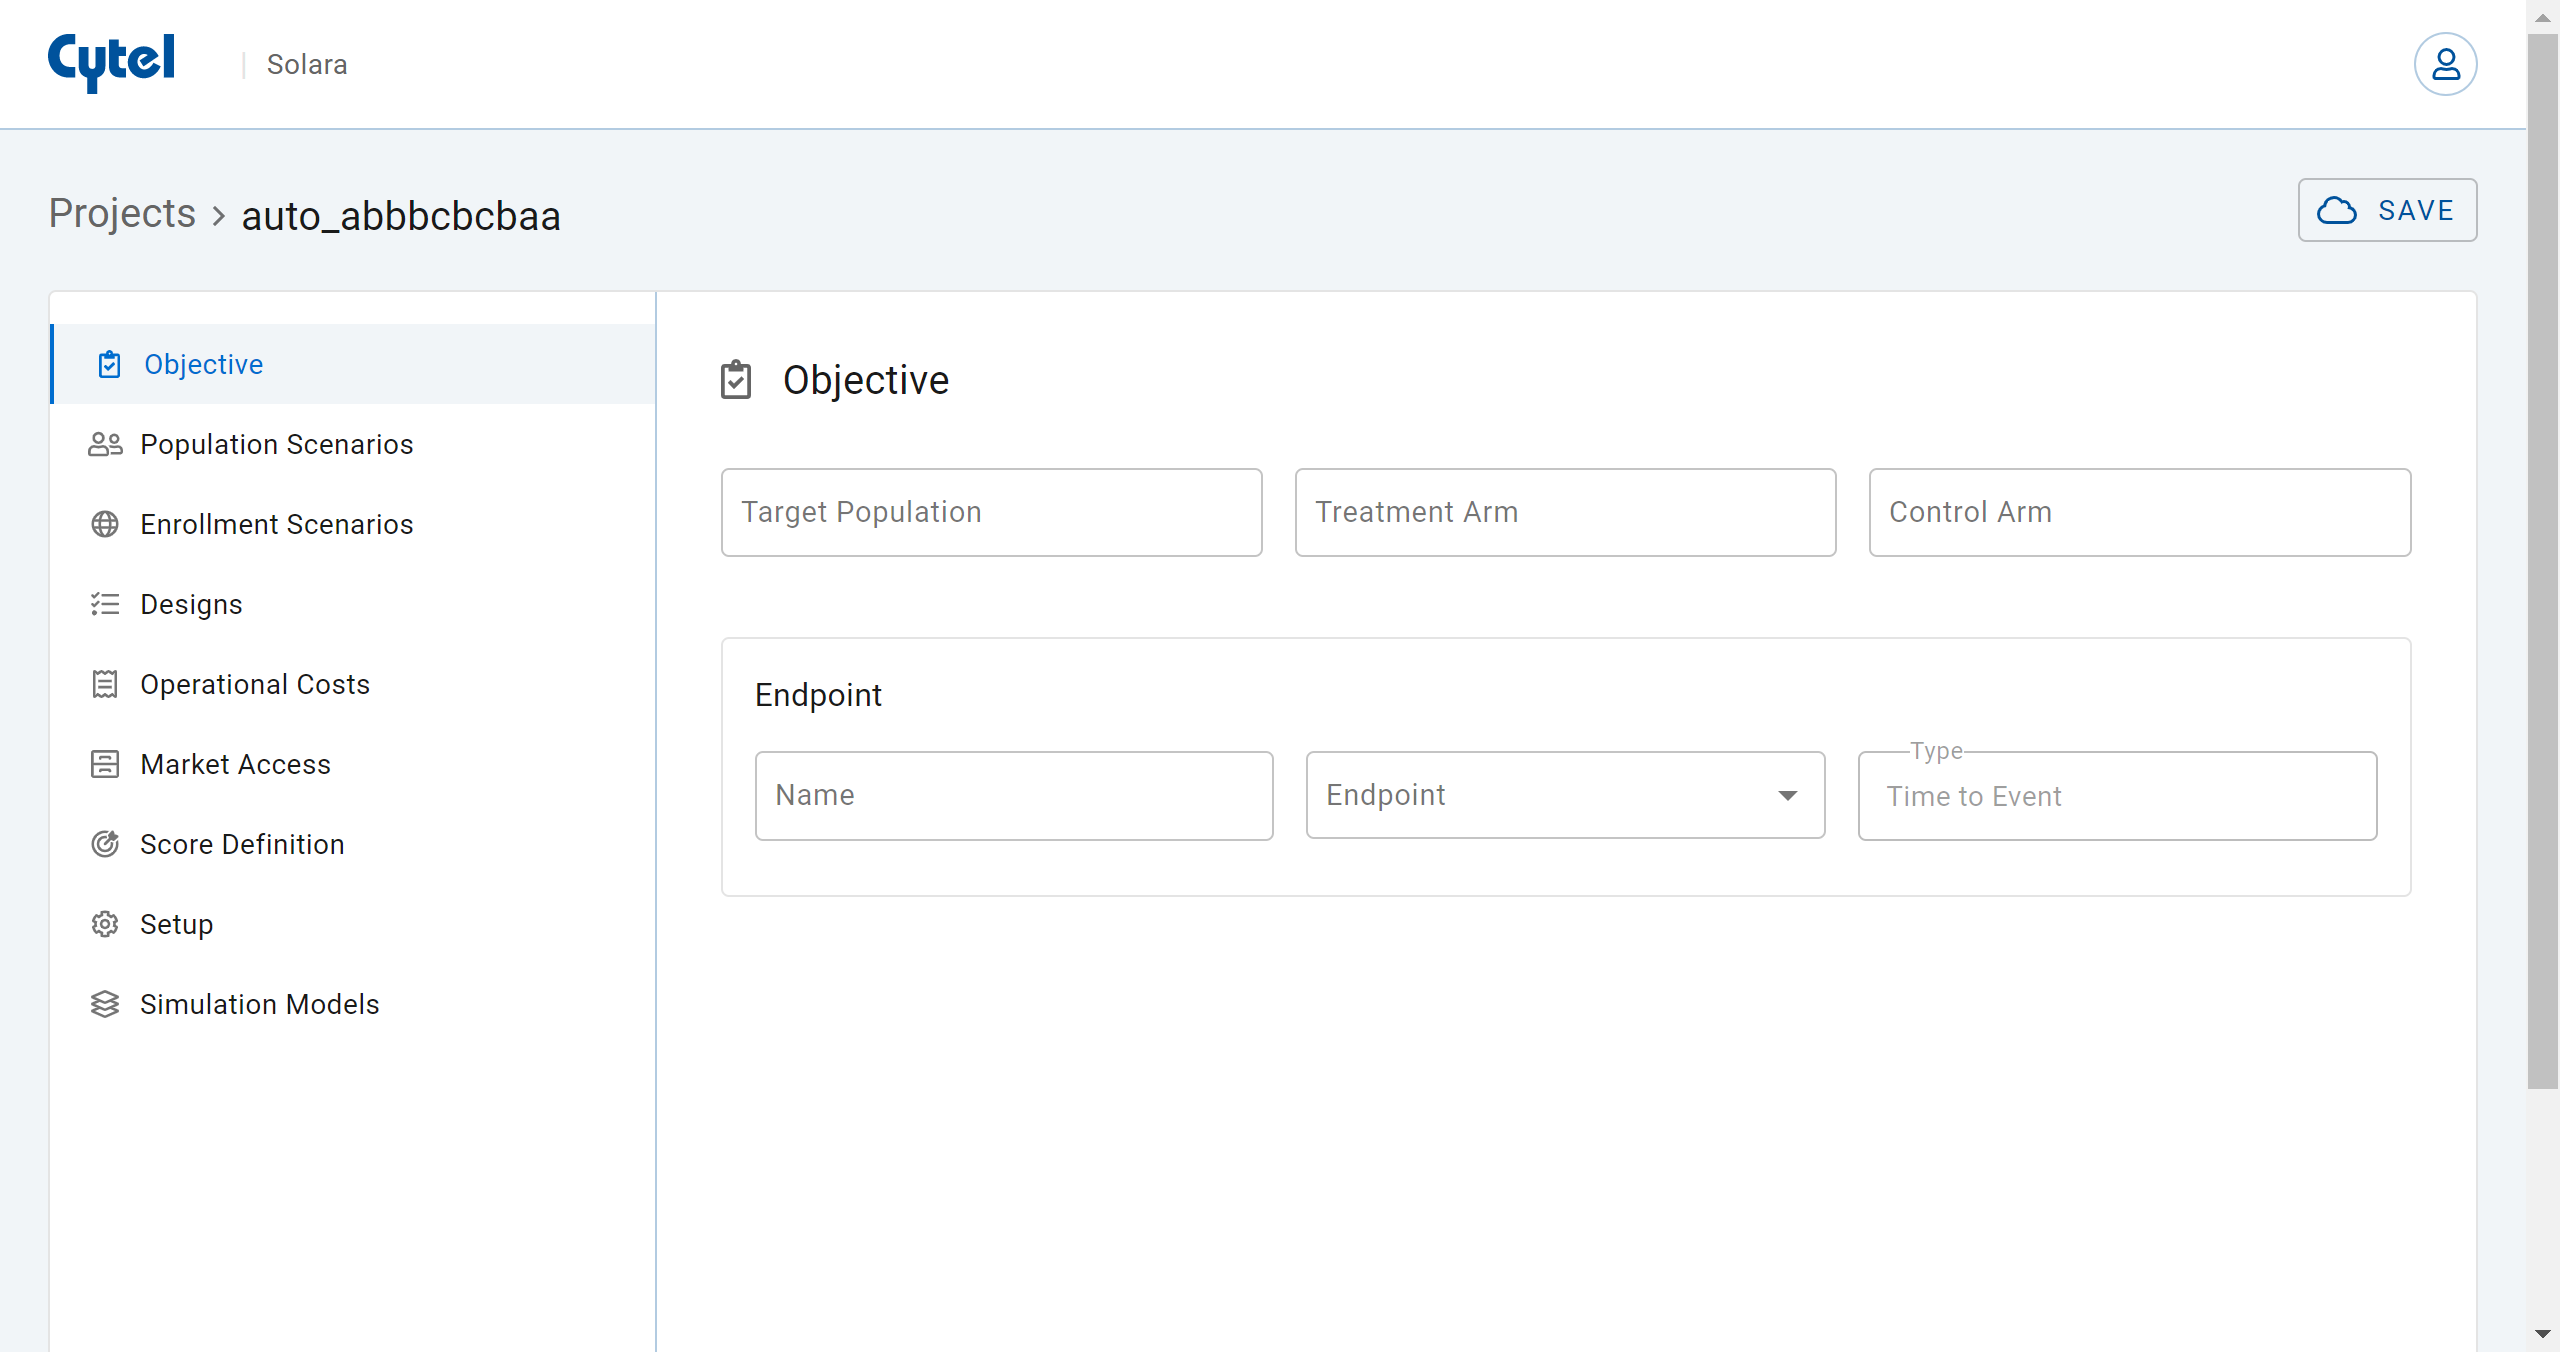 Cytel
Solara
Projects > auto_abbbcbcbaa
SAVE
Objective
Population Scenarios
Enrollment Scenarios
Designs
Operational Costs
Market Access
Score Definition
Setup
Simulation Models
Objective
Target Population
Treatment Arm
Control Arm
Endpoint
Name
Endpoint
Type
Time to Event